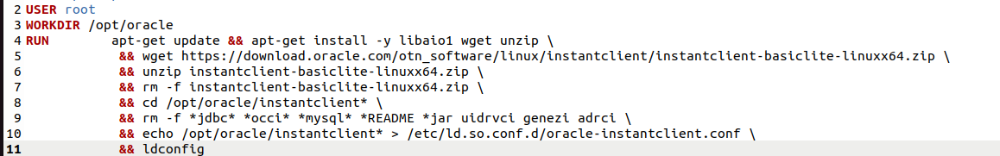 2 USER root
3 WORKDIR /opt/oracle
4 RUN        apt-get update && apt-get install -y libaio1 wget unzip \
5            && wget https://download.oracle.com/otn_software/linux/instantclient/instantclient-basiclite-linuxx64.zip \
6            && unzip instantclient-basiclite-linuxx64.zip \
7            && rm -f instantclient-basiclite-linuxx64.zip \
8            && cd /opt/oracle/instantclient* \
9            && rm -f *jdbc* *occi* *mysql* *README *jar uidrvci genezi adrci \
10            && echo /opt/oracle/instantclient* > /etc/ld.so.conf.d/oracle-instantclient.conf \
11            && ldconfig